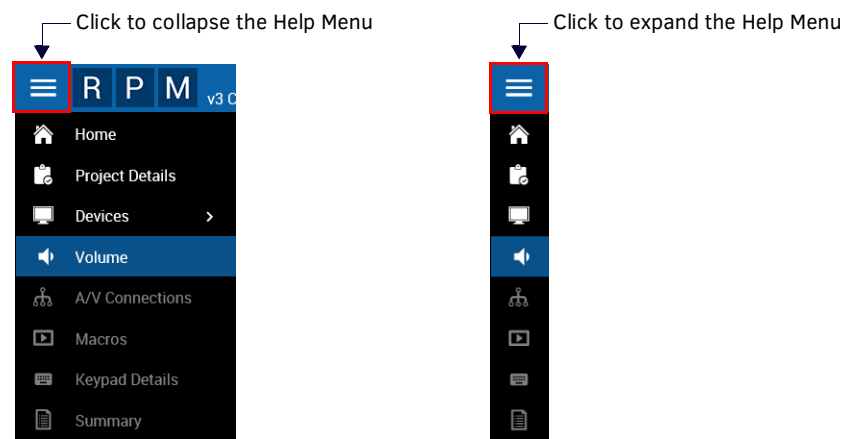 Click to collapse the Help Menu
Click to expand the Help Menu
R P M v3 C
Home
Project Details
Devices
Volume
A/V Connections
Macros
Keypad Details
Summary